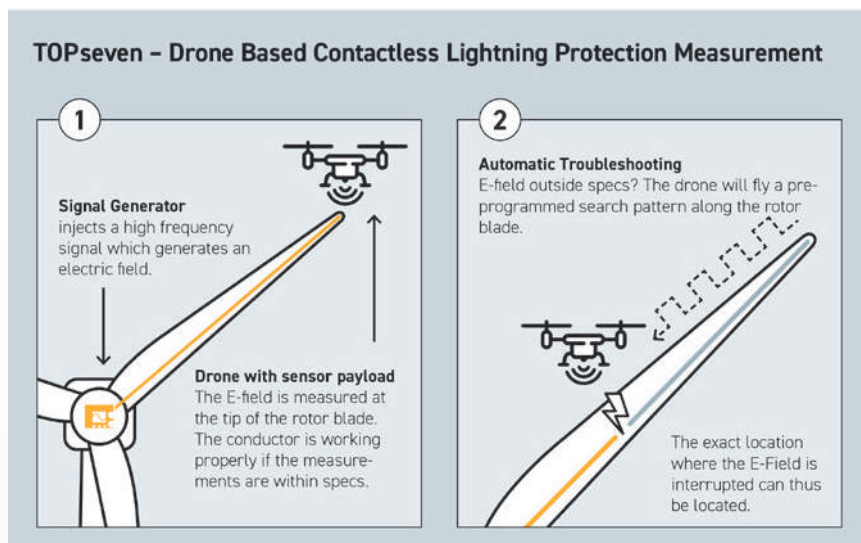 TOPseven – Drone Based Contactless Lightning Protection Measurement
1
Signal Generator
injects a high frequency
signal which generates an
electric field.
Drone with sensor payload
The E-field is measured at
the tip of the rotor blade.
The conductor is working
properly if the measure-
ments are within specs.
2
Automatic Troubleshooting
E-field outside specs? The drone will fly a pre-
programmed search pattern along the rotor
blade.
The exact location
where the E-Field is
interrupted can thus
be located.